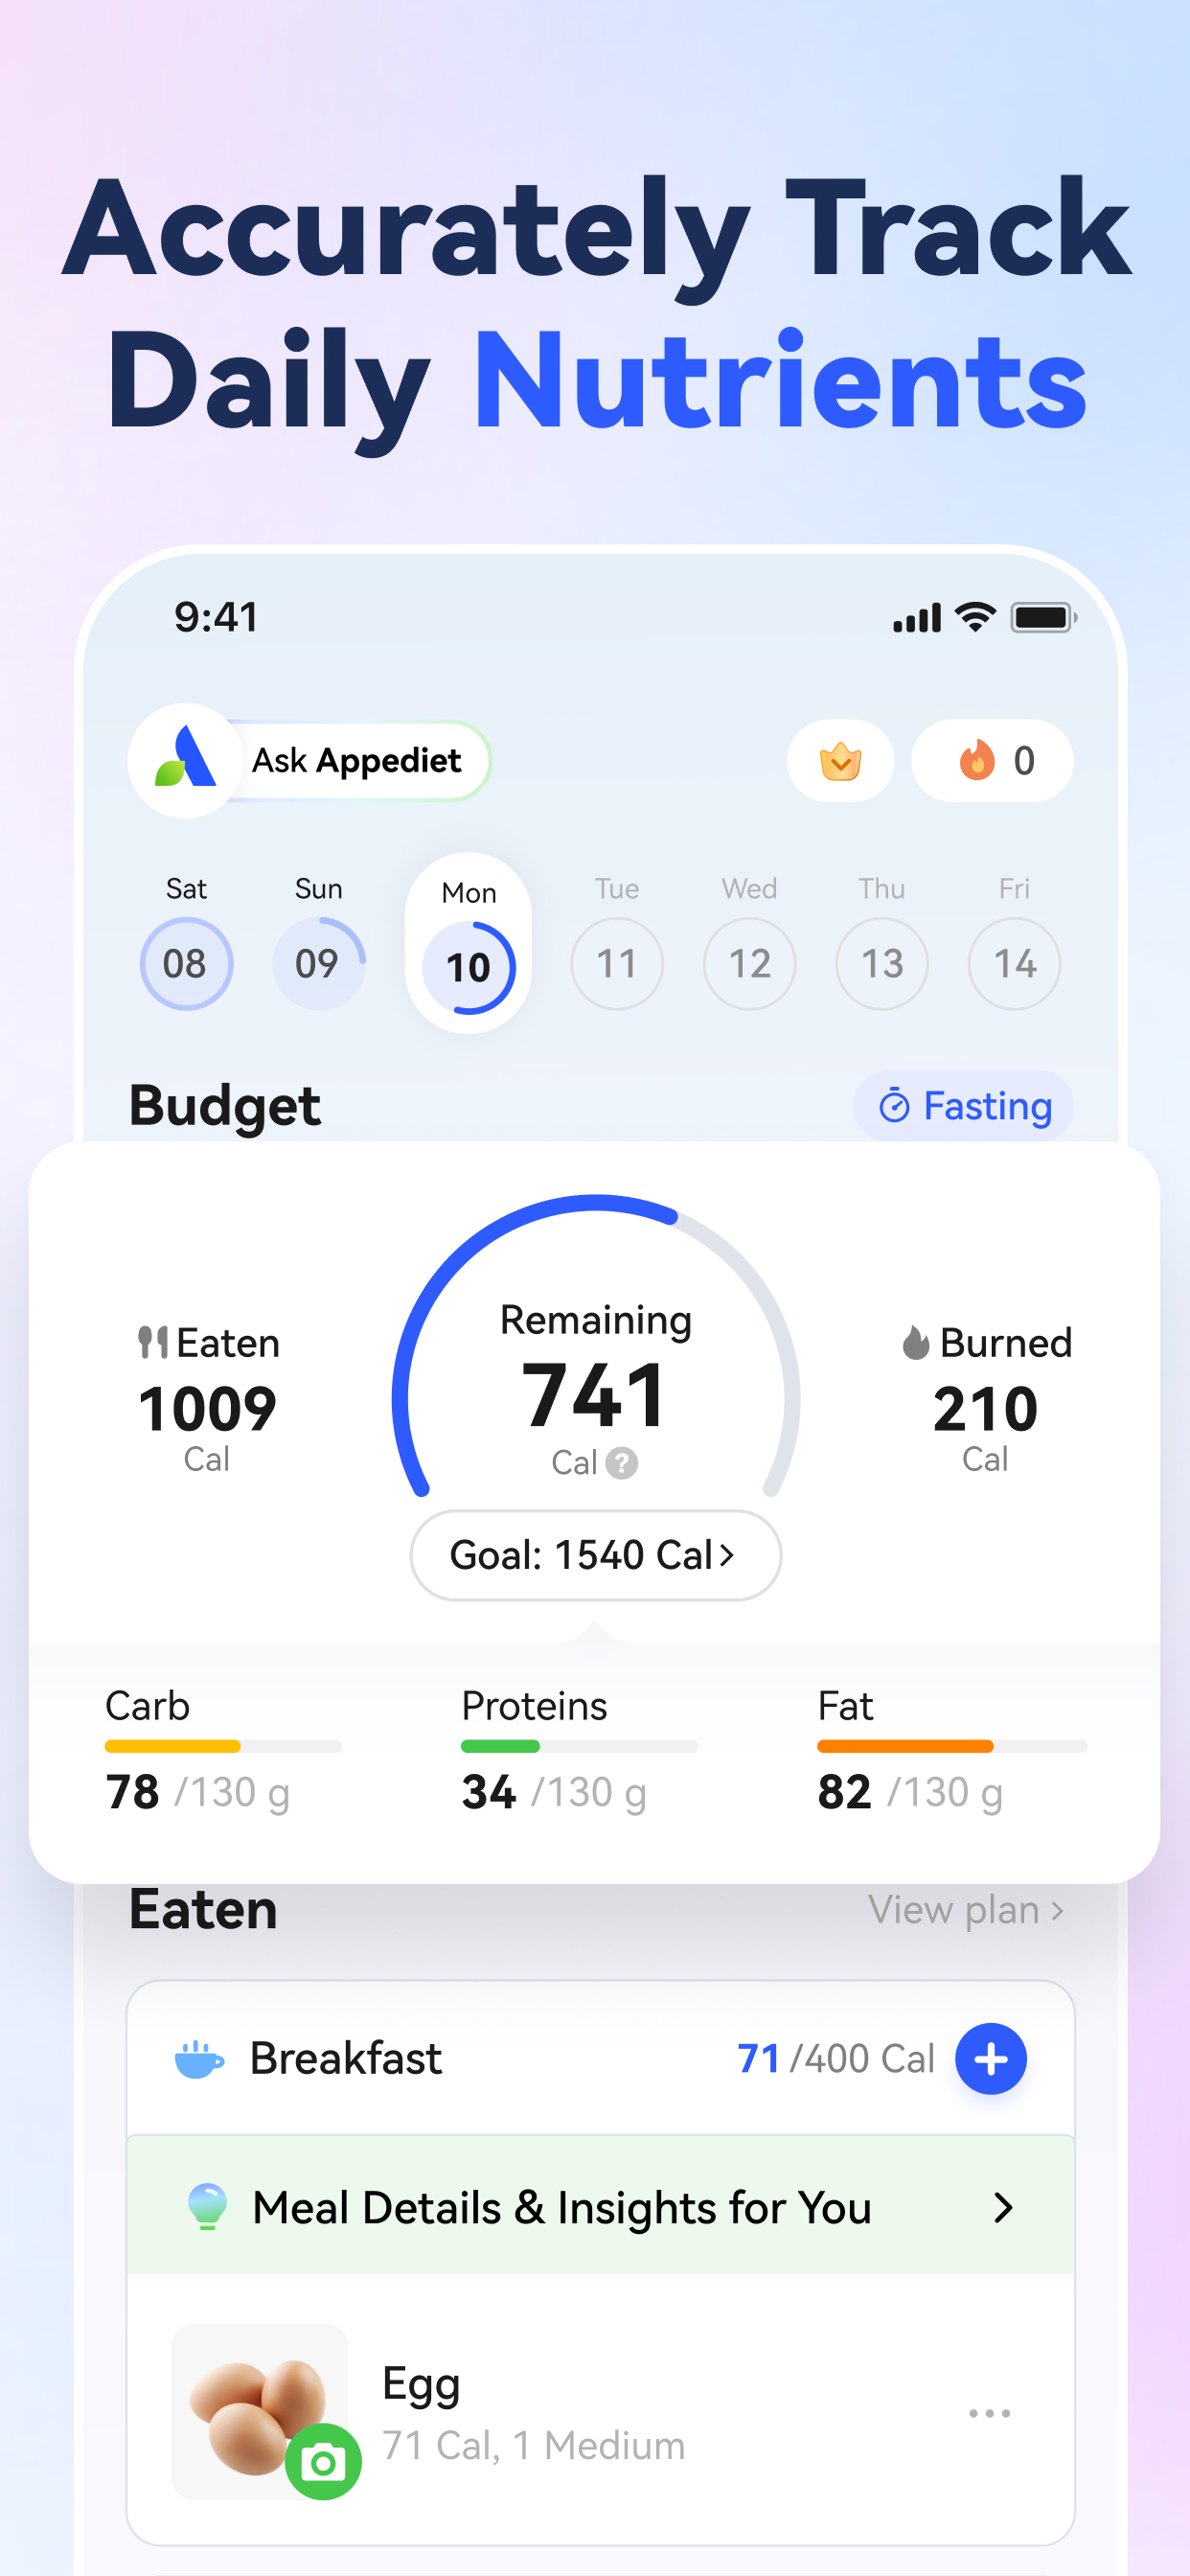 Accurately Track
Daily Nutrients
9:41
Ask Appediet
0
Sat Sun Mon Tue Wed Thu Fri
08 09 10 11 12 13 14
Budget
Fasting
Eaten
1009
Cal
Remaining
741
Cal ?
Burned
210
Cal
Goal: 1540 Cal>
Carb
78 /130 g
Proteins
34 /130 g
Fat
82 /130 g
Eaten
View plan >
Breakfast
71 /400 Cal
Meal Details & Insights for You
Egg
71 Cal, 1 Medium